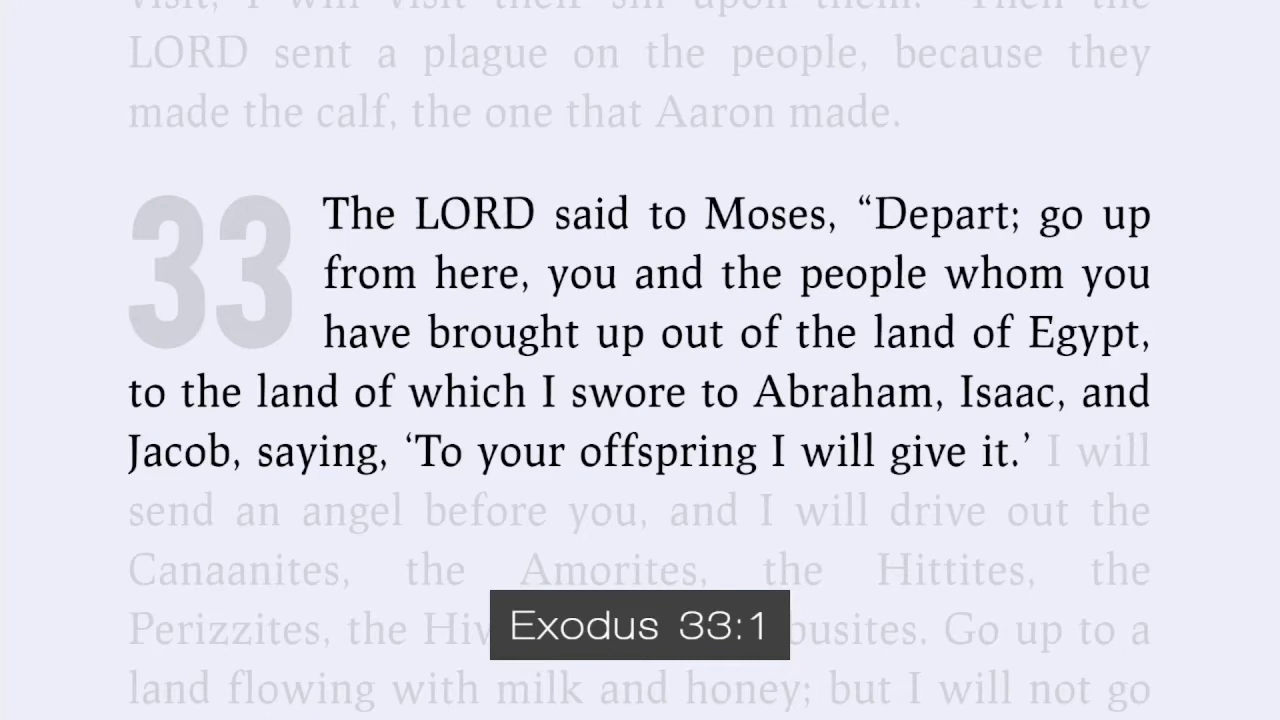 visit, I will visit their sin upon them." Then the
LORD sent a plague on the people, because they
made the calf, the one that Aaron made.
33
The LORD said to Moses, “Depart; go up
from here, you and the people whom you
have brought up out of the land of Egypt,
to the land of which I swore to Abraham, Isaac, and
Jacob, saying, ‘To your offspring I will give it.’ I will
send an angel before you, and I will drive out the
Canaanites, the Amorites, the Hittites, the
Perizzites, the Hiv busites. Go up to a
land flowing with milk and honey; but I will not go
Exodus 33:1